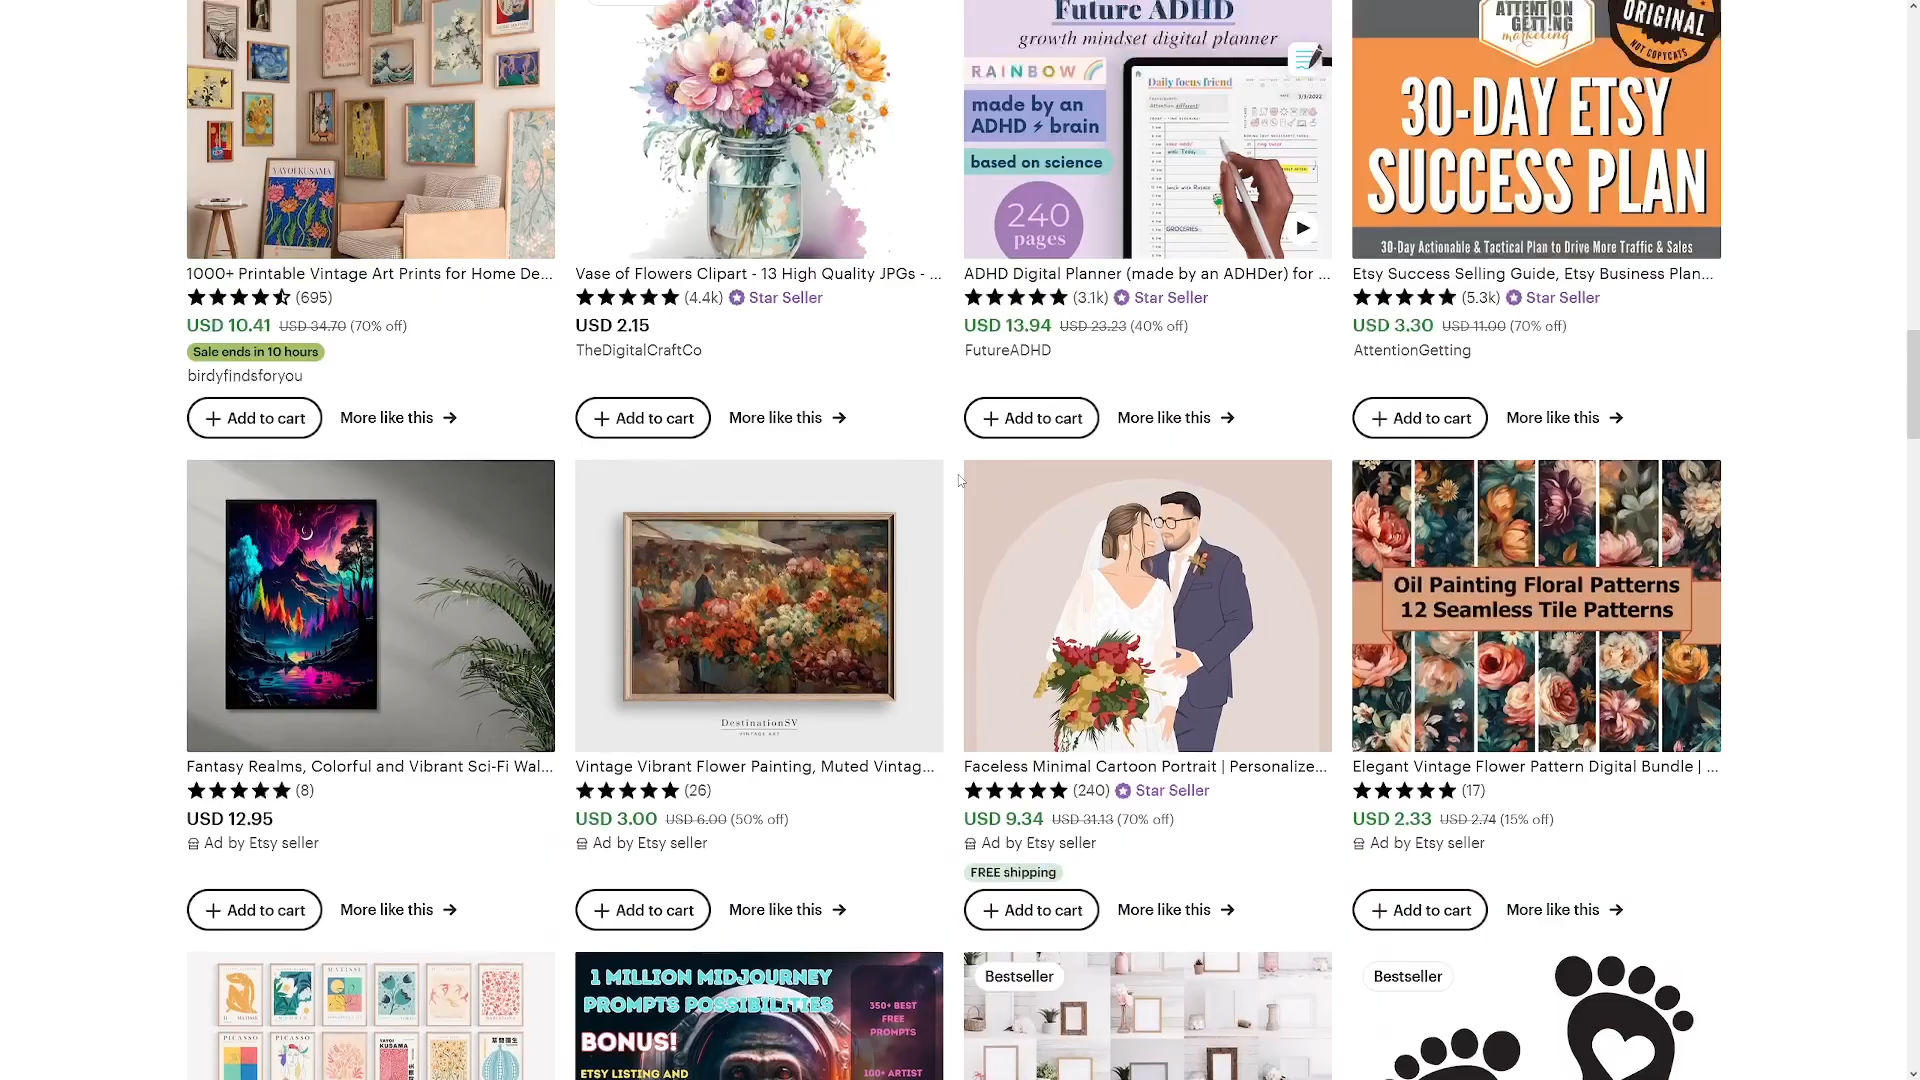 YAYOI KUSAMA
1000+ Printable Vintage Art Prints for Home De...
(695)
USD 10.41 USD 34.70 (70% off)
Sale ends in 10 hours
birdyfindsforyou
+ Add to cart More like this →
Vase of Flowers Clipart - 13 High Quality JPGs - ...
(4.4k) Star Seller
USD 2.15
TheDigitalCraftCo
+ Add to cart More like this →
Future ADHD
growth mindset digital planner
RAINBOW
made by an
ADHD brain
based on science
240
pages
Daily focus friend
3/3/2022
GROCERIES
ADHD Digital Planner (made by an ADHDer) for ...
(3.1k) Star Seller
USD 13.94 USD 23.23 (40% off)
FutureADHD
+ Add to cart More like this →
ATTENTION
GETTING
marketing
ORIGINAL
NOT COPYCATS
30-DAY ETSY
SUCCESS PLAN
30-Day Actionable & Tactical Plan to Drive More Traffic & Sales
Etsy Success Selling Guide, Etsy Business Plan...
(5.3k) Star Seller
USD 3.30 USD 11.00 (70% off)
AttentionGetting
+ Add to cart More like this →
Fantasy Realms, Colorful and Vibrant Sci-Fi Wal...
(8)
USD 12.95
Ad by Etsy seller
+ Add to cart More like this →
DestinationSV
VINTAGE ART
Vintage Vibrant Flower Painting, Muted Vintag...
(26)
USD 3.00 USD 6.00 (50% off)
Ad by Etsy seller
+ Add to cart More like this →
Faceless Minimal Cartoon Portrait | Personalize...
(240) Star Seller
USD 9.34 USD 31.13 (70% off)
Ad by Etsy seller
FREE shipping
+ Add to cart More like this →
Oil Painting Floral Patterns
12 Seamless Tile Patterns
Elegant Vintage Flower Pattern Digital Bundle | ...
(17)
USD 2.33 USD 2.74 (15% off)
Ad by Etsy seller
+ Add to cart More like this →
MATISSE
PICASSO PICASSO
1 MILLION MIDJOURNEY
PROMPTS POSSIBILITIES
BONUS!
ETSY LISTING AND
350+ BEST
FREE
PROMPTS
100+ ARTIST
Bestseller
Bestseller